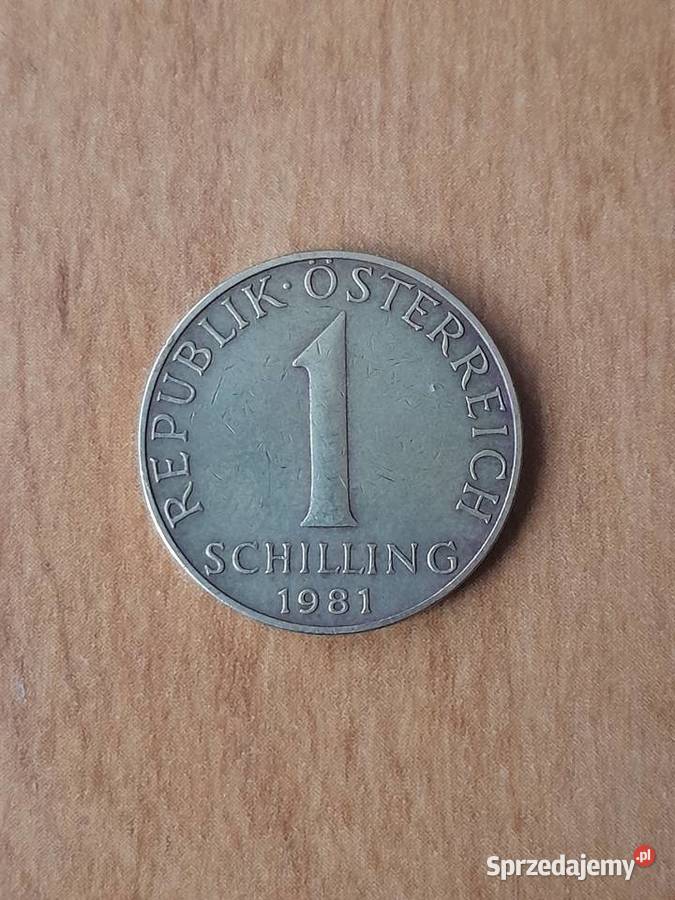 REPUBLIK · ÖSTERREICH
1
SCHILLING
1981
Sprzedajemy.pl